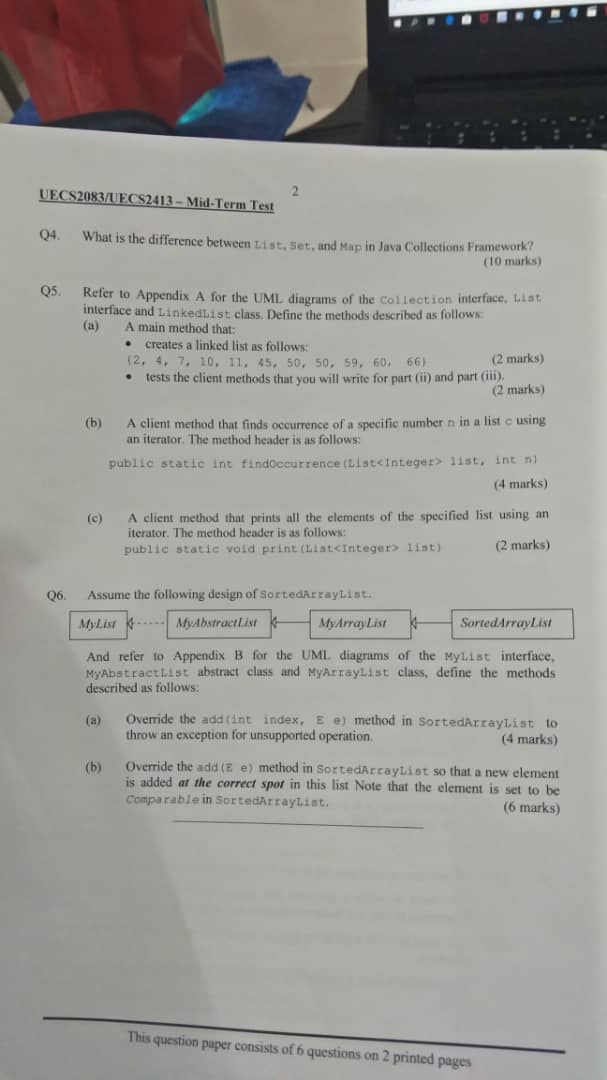 2
UECS2083/UECS2413 – Mid-Term Test
Q4. What is the difference between List, Set, and Map in Java Collections Framework?
(10 marks)
Q5. Refer to Appendix A for the UML diagrams of the Collection interface, List
interface and LinkedList class. Define the methods described as follows:
(a) A main method that:
• creates a linked list as follows:
{2, 4, 7, 10, 11, 45, 50, 50, 59, 60, 66} (2 marks)
• tests the client methods that you will write for part (ii) and part (iii).
(2 marks)
(b) A client method that finds occurrence of a specific number n in a list c using
an iterator. The method header is as follows:
public static int findOccurrence(List<Integer> list, int n)
(4 marks)
(c) A client method that prints all the elements of the specified list using an
iterator. The method header is as follows:
public static void print(List<Integer> list) (2 marks)
Q6. Assume the following design of SortedArrayList.
MyList MyAbstractList MyArrayList SortedArrayList
And refer to Appendix B for the UML diagrams of the MyList interface,
MyAbstractList abstract class and MyArrayList class, define the methods
described as follows:
(a) Override the add(int index, E e) method in SortedArrayList to
throw an exception for unsupported operation. (4 marks)
(b) Override the add(E e) method in SortedArrayList so that a new element
is added at the correct spot in this list Note that the element is set to be
Comparable in SortedArrayList.
(6 marks)
This question paper consists of 6 questions on 2 printed pages